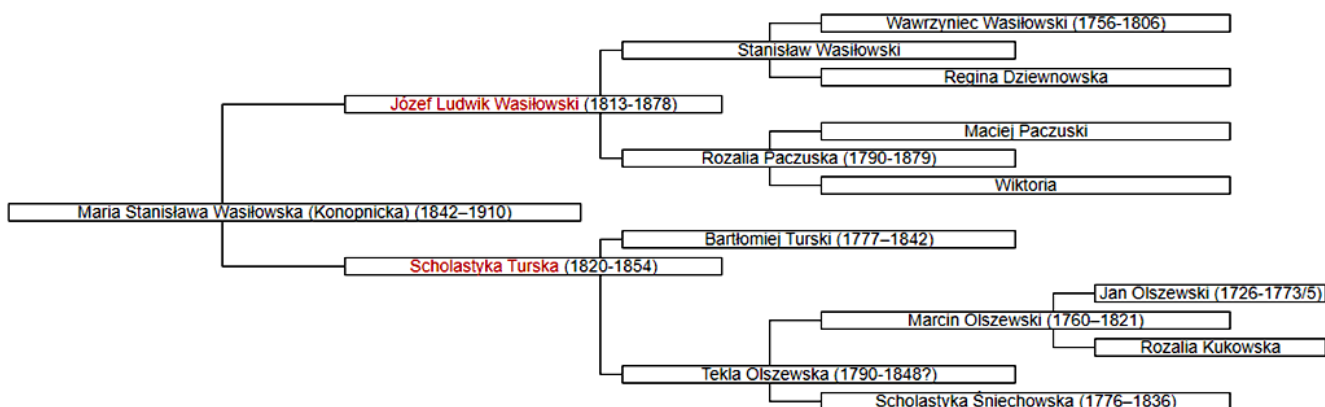 Wawrzyniec Wasiłowski (1756-1806)
Stanisław Wasiłowski
Regina Dziewnowska
Józef Ludwik Wasiłowski (1813-1878)
Maciej Paczuski
Rozalia Paczuska (1790-1879)
Wiktoria
Maria Stanisława Wasiłowska (Konopnicka) (1842–1910)
Bartłomiej Turski (1777–1842)
Scholastyka Turska (1820-1854)
Jan Olszewski (1726-1773/5)
Marcin Olszewski (1760–1821)
Rozalia Kukowska
Tekla Olszewska (1790-1848?)
Scholastyka Śniechowska (1776–1836)